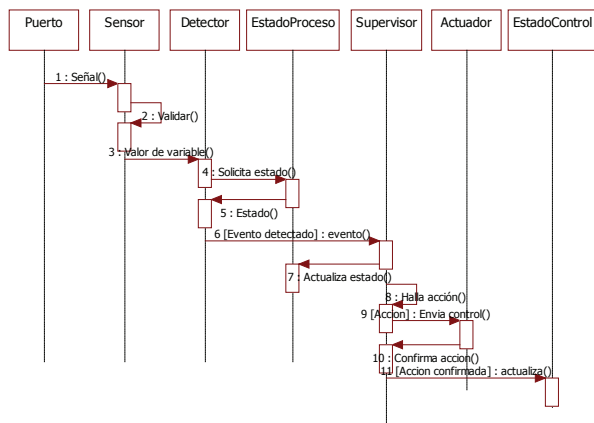 Puerto
Sensor
Detector
EstadoProceso
Supervisor
Actuador
EstadoControl
1 : Señal()
2 : Validar()
3 : Valor de variable()
4 : Solicita estado()
5 : Estado()
6 [Evento detectado] : evento()
7 : Actualiza estado()
8 : Halla acción()
9 [Accion] : Envia control()
10 : Confirma accion()
11 [Accion confirmada] : actualiza()